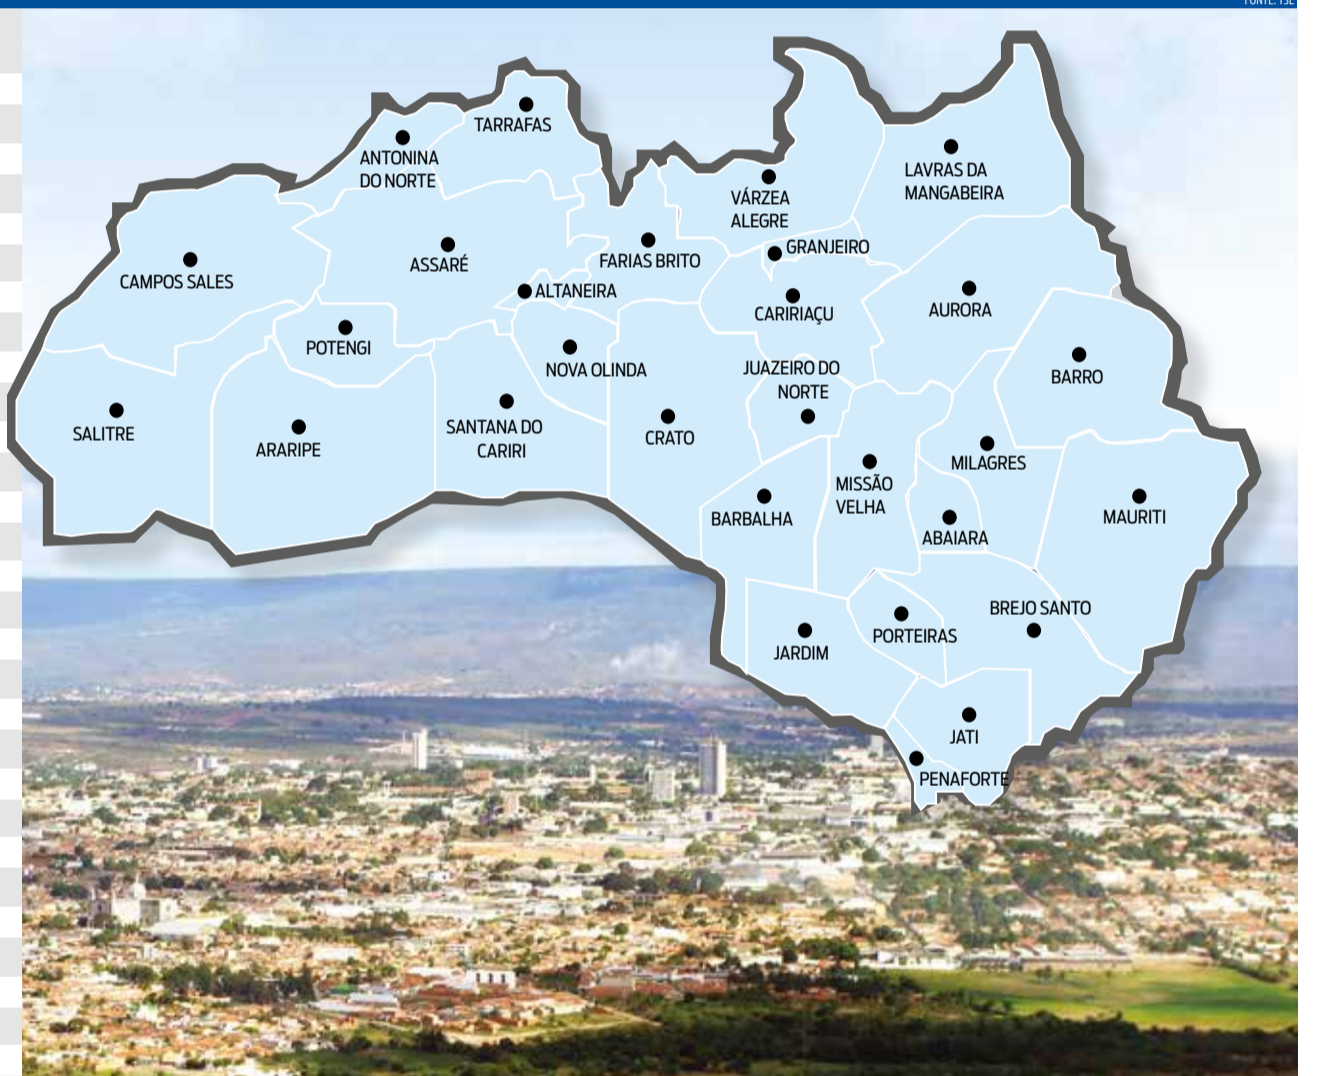 FONTE: TSE
TARRAFAS
ANTONINA
DO NORTE
LAVRAS DA
MANGABEIRA
VÁRZEA
ALEGRE
GRANJEIRO
FARIAS BRITO
ASSARÉ
CAMPOS SALES
ALTANEIRA
CARIRIAÇU
AURORA
POTENGI
NOVA OLINDA
JUAZEIRO DO
NORTE
BARRO
SALITRE
ARARIPE
SANTANA DO
CARIRI
CRATO
MILAGRES
MISSÃO
VELHA
BARBALHA
MAURITI
ABAIARA
BREJO SANTO
PORTEIRAS
JARDIM
JATI
PENAFORTE